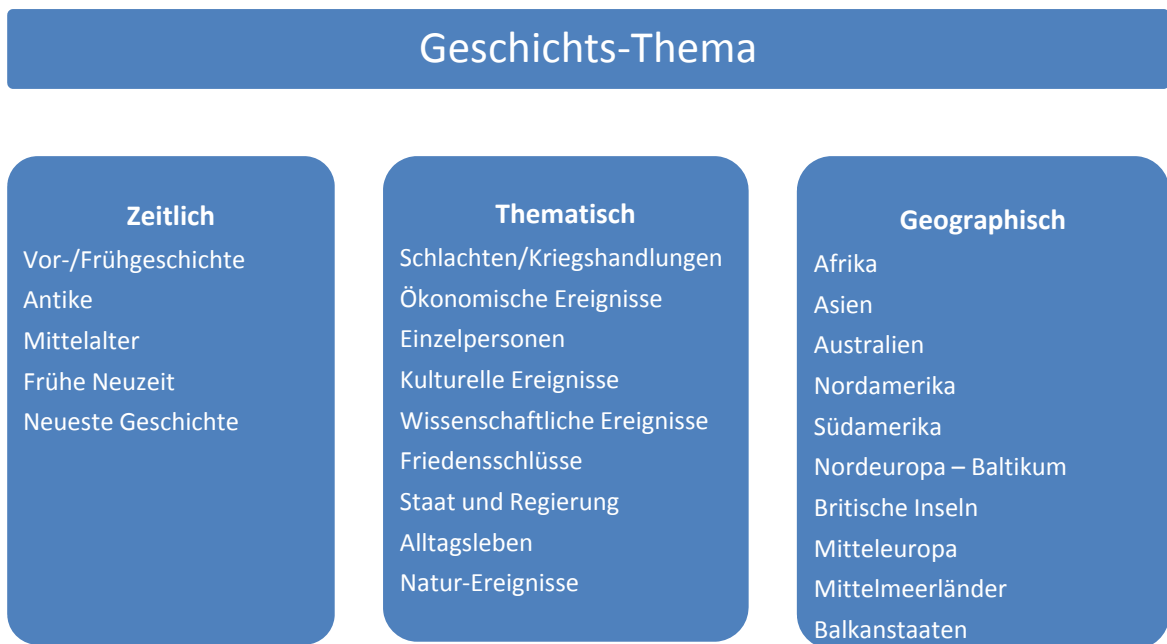 Geschichts-Thema
Zeitlich
Vor-/Frühgeschichte
Antike
Mittelalter
Frühe Neuzeit
Neueste Geschichte
Thematisch
Schlachten/Kriegshandlungen
Ökonomische Ereignisse
Einzelpersonen
Kulturelle Ereignisse
Wissenschaftliche Ereignisse
Friedensschlüsse
Staat und Regierung
Alltagsleben
Natur-Ereignisse
Geographisch
Afrika
Asien
Australien
Nordamerika
Südamerika
Nordeuropa – Baltikum
Britische Inseln
Mitteleuropa
Mittelmeerländer
Balkanstaaten